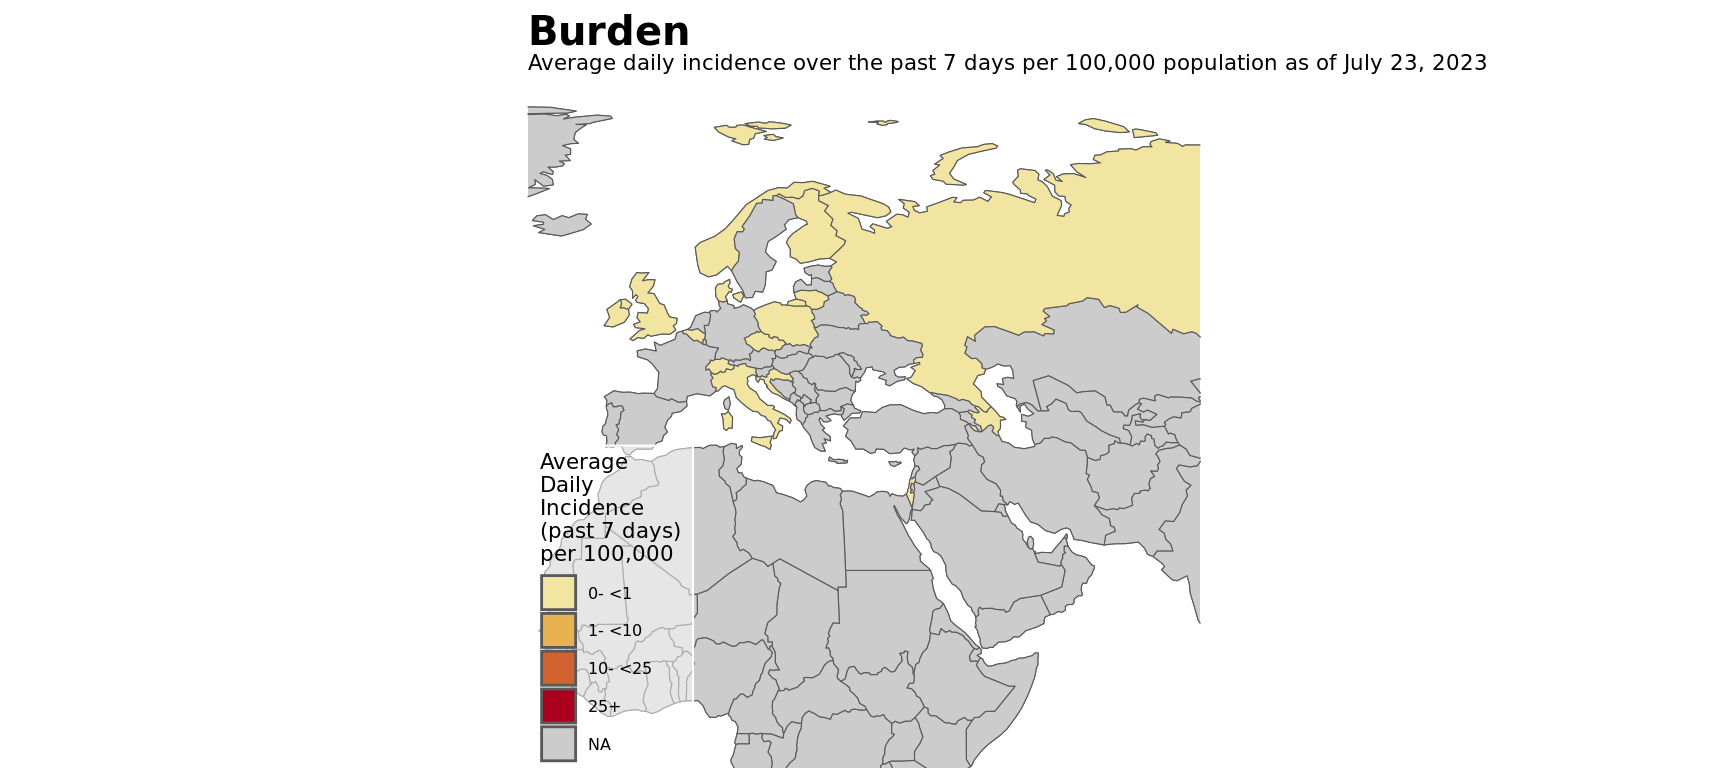 Burden
Average daily incidence over the past 7 days per 100,000 population as of July 23, 2023
Average
Daily
Incidence
(past 7 days)
per 100,000
0- <1
1- <10
10- <25
25+
NA